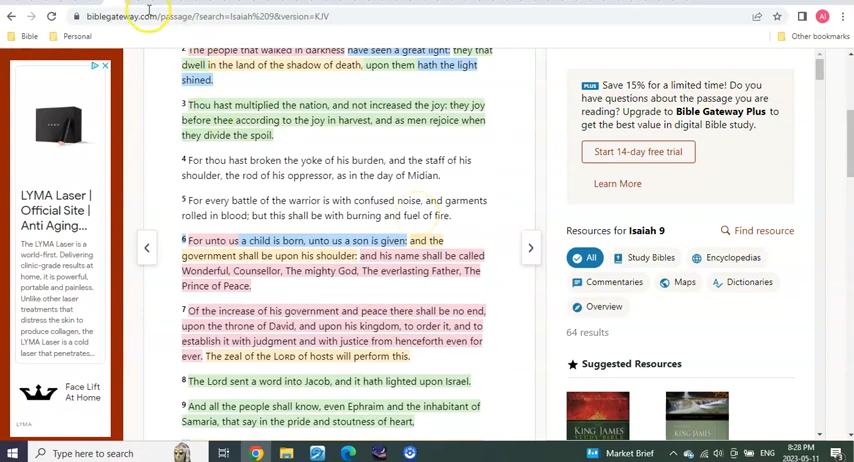 biblegateway.com/passage/?search=Isaiah%209&version=KJV
Bible
Personal
Other bookmarks
LYMA Laser |
Official Site |
Anti Aging...
The LYMA Laser is a
world-first. Delivering
clinic-grade results at
home, it is powerful,
portable and painless.
Unlike other laser
treatments that
distress the skin to
produce collagen, the
LYMA Laser is a cold
laser that penetrates...
Face Lift
At Home
LYMA
2 The people that walked in darkness have seen a great light: they that
dwell in the land of the shadow of death, upon them hath the light
shined.
3 Thou hast multiplied the nation, and not increased the joy: they joy
before thee according to the joy in harvest, and as men rejoice when
they divide the spoil.
4 For thou hast broken the yoke of his burden, and the staff of his
shoulder, the rod of his oppressor, as in the day of Midian.
5 For every battle of the warrior is with confused noise, and garments
rolled in blood; but this shall be with burning and fuel of fire.
6 For unto us a child is born, unto us a son is given: and the
government shall be upon his shoulder: and his name shall be called
Wonderful, Counsellor, The mighty God, The everlasting Father, The
Prince of Peace.
7 Of the increase of his government and peace there shall be no end,
upon the throne of David, and upon his kingdom, to order it, and to
establish it with judgment and with justice from henceforth even for
ever. The zeal of the LORD of hosts will perform this.
8 The Lord sent a word into Jacob, and it hath lighted upon Israel.
9 And all the people shall know, even Ephraim and the inhabitant of
Samaria, that say in the pride and stoutness of heart,
PLUS Save 15% for a limited time! Do you
have questions about the passage you are
reading? Upgrade to Bible Gateway Plus to
get the best value in digital Bible study.
Start 14-day free trial
Learn More
Resources for Isaiah 9
Find resource
All
Study Bibles
Encyclopedias
Commentaries
Maps
Dictionaries
Overview
64 results
Suggested Resources
KING JAMES
KING JAMES
Type here to search
Market Brief
ENG
8:28 PM
2023-05-11
AI
3